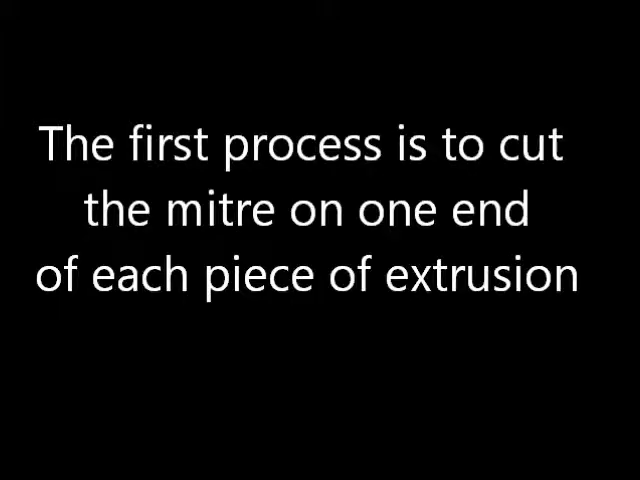 The first process is to cut
the mitre on one end
of each piece of extrusion